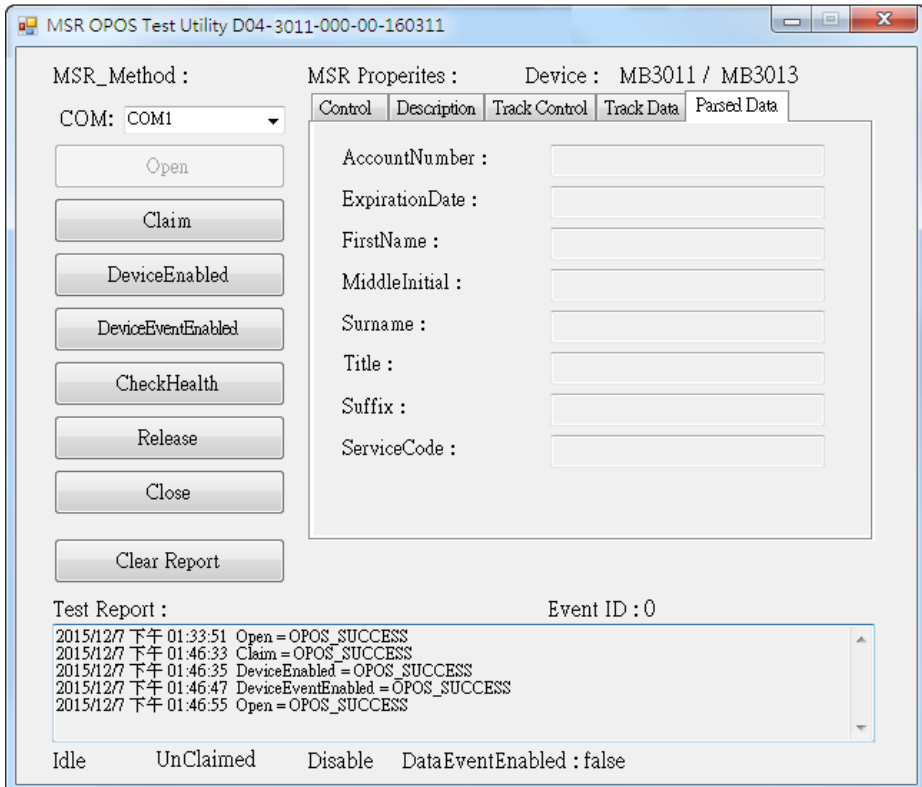 MSR OPOS Test Utility D04-3011-000-00-160311
MSR_Method :
MSR Properites :
Device : MB3011 / MB3013
COM: COM1
Control
Description
Track Control
Track Data
Parsed Data
Open
Claim
DeviceEnabled
DeviceEventEnabled
CheckHealth
Release
Close
Clear Report
AccountNumber :
ExpirationDate :
FirstName :
MiddleInitial :
Surname :
Title :
Suffix :
ServiceCode :
Test Report :
Event ID : 0
2015/12/7 下午 01:33:51 Open = OPOS_SUCCESS
2015/12/7 下午 01:46:33 Claim = OPOS_SUCCESS
2015/12/7 下午 01:46:35 DeviceEnabled = OPOS_SUCCESS
2015/12/7 下午 01:46:47 DeviceEventEnabled = OPOS_SUCCESS
2015/12/7 下午 01:46:55 Open = OPOS_SUCCESS
Idle
UnClaimed
Disable
DataEventEnabled : false